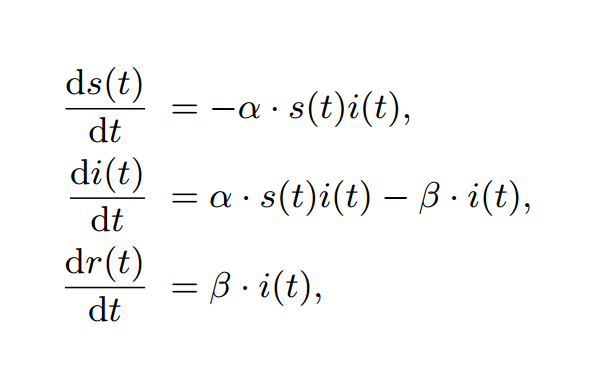 ds(t)/dt = −α · s(t)i(t),
di(t)/dt = α · s(t)i(t) − β · i(t),
dr(t)/dt = β · i(t),